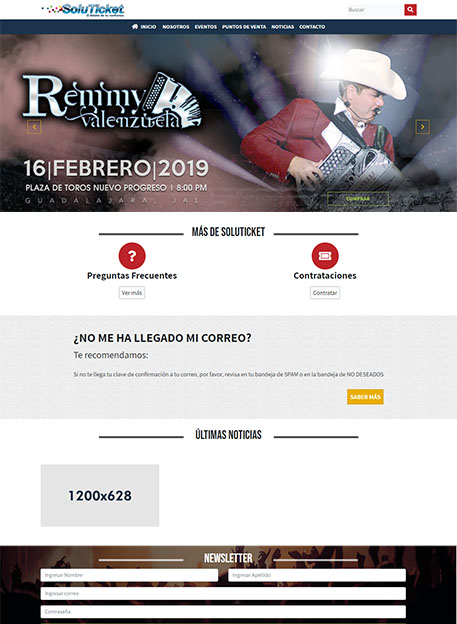 SoluTicket
El Boleto de tu confianza
Buscar
INICIO NOSOTROS EVENTOS PUNTOS DE VENTA NOTICIAS CONTACTO
Remmy
Valenzuela
16|FEBRERO|2019
PLAZA DE TOROS NUEVO PROGRESO | 8:00 PM
GUADALAJARA, JAL
COMPRAR
MÁS DE SOLUTICKET
Preguntas Frecuentes Contrataciones
Ver más Contratar
¿NO ME HA LLEGADO MI CORREO?
Te recomendamos:
Si no te llega tu clave de confirmación a tu correo, por favor, revisa en tu bandeja de SPAM o en la bandeja de NO DESEADOS
SABER MÁS
ÚLTIMAS NOTICIAS
1200x628
NEWSLETTER
Ingresar Nombre Ingresar Apellido
Ingresar correo
Contraseña